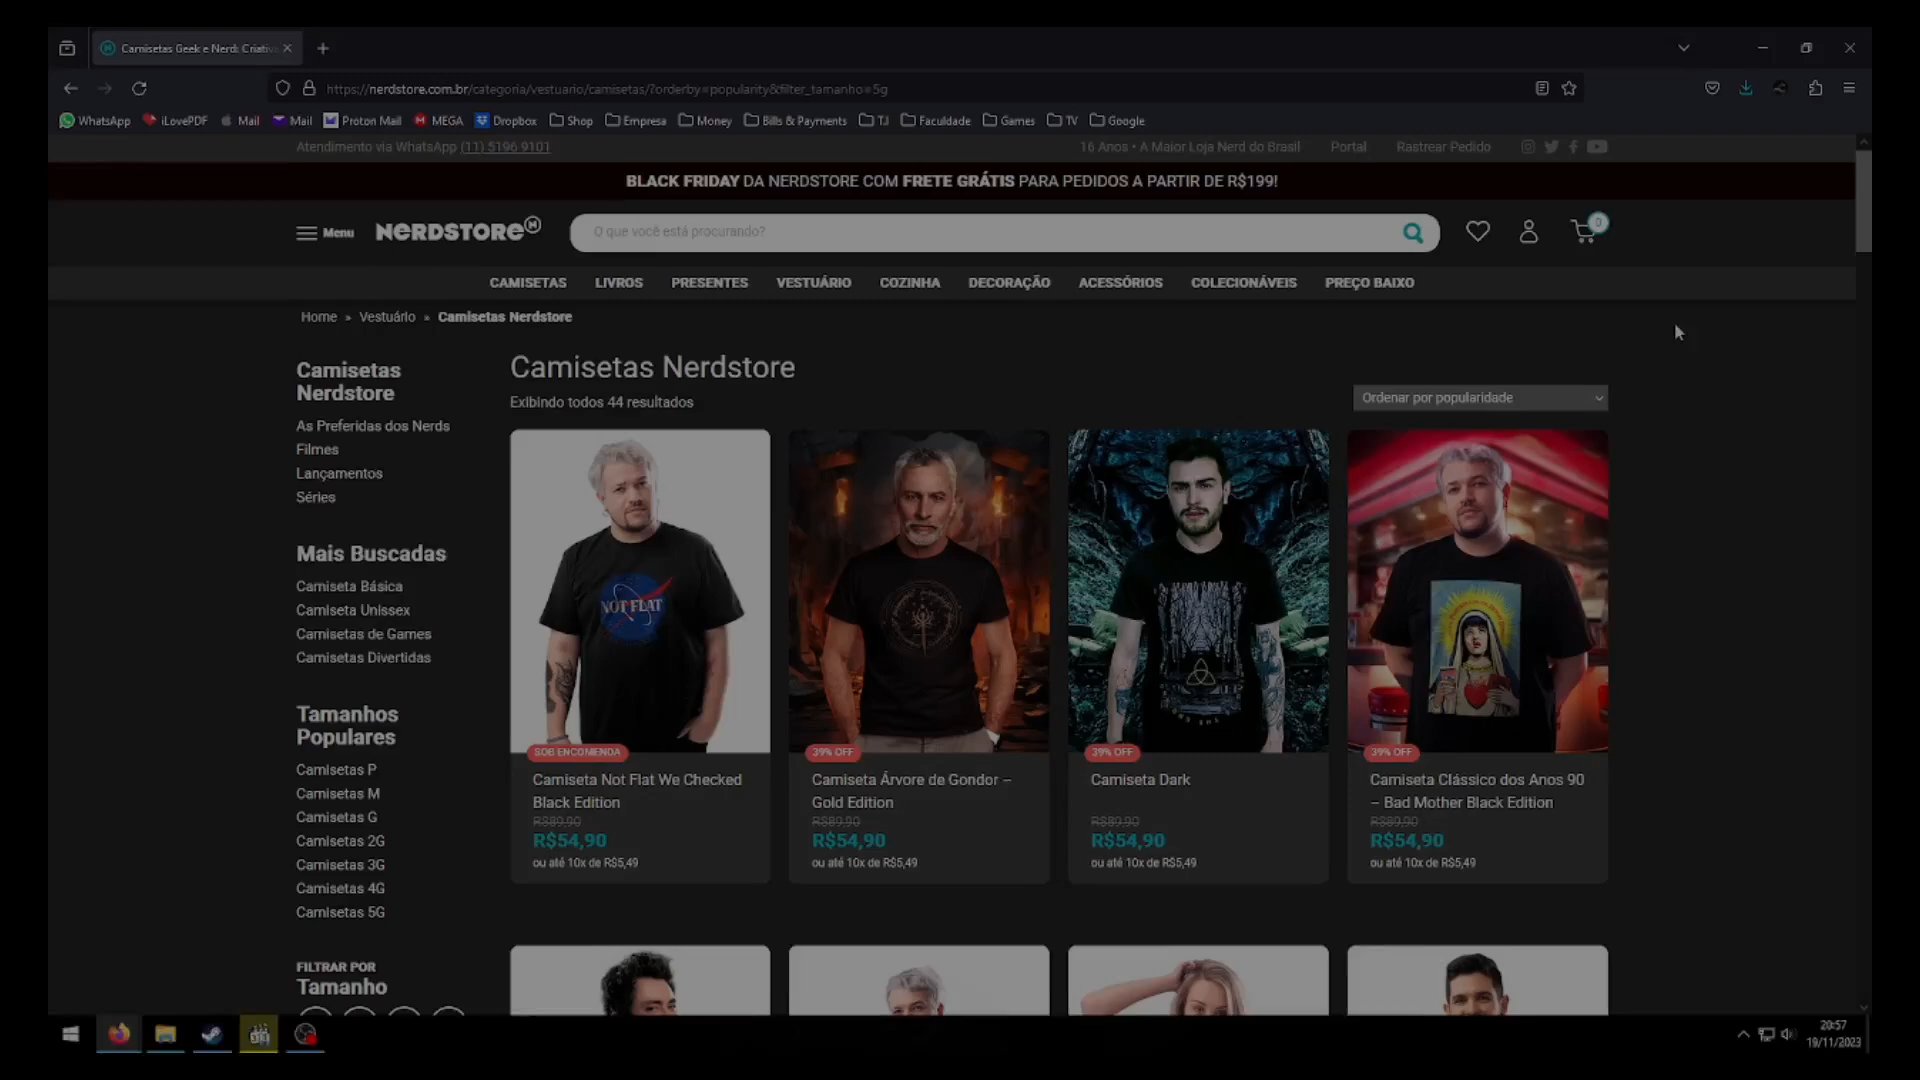 Camisetas Geek e Nerd: Criativ
https://nerdstore.com.br/categoria/vestuario/camisetas/?orderby=popularity&filter_tamanho=5g
WhatsApp iLovePDF Mail Mail Proton Mail MEGA Dropbox Shop Empresa Money Bills & Payments TJ Faculdade Games TV Google
Atendimento via WhatsApp (11) 5196 9101 16 Anos • A Maior Loja Nerd do Brasil Portal Rastrear Pedido
BLACK FRIDAY DA NERDSTORE COM FRETE GRÁTIS PARA PEDIDOS A PARTIR DE R$199!
Menu NERDSTORE N O que você está procurando? 0
CAMISETAS LIVROS PRESENTES VESTUÁRIO COZINHA DECORAÇÃO ACESSÓRIOS COLECIONÁVEIS PREÇO BAIXO
Home » Vestuário » Camisetas Nerdstore
Camisetas
Nerdstore
As Preferidas dos Nerds
Filmes
Lançamentos
Séries
Mais Buscadas
Camiseta Básica
Camiseta Unissex
Camisetas de Games
Camisetas Divertidas
Tamanhos
Populares
Camisetas P
Camisetas M
Camisetas G
Camisetas 2G
Camisetas 3G
Camisetas 4G
Camisetas 5G
FILTRAR POR
Tamanho
Camisetas Nerdstore
Exibindo todos 44 resultados
Ordenar por popularidade
NOT FLAT
SOB ENCOMENDA
Camiseta Not Flat We Checked
Black Edition
R$89,90
R$54,90
ou até 10x de R$5,49
39% OFF
Camiseta Árvore de Gondor –
Gold Edition
R$89,90
R$54,90
ou até 10x de R$5,49
39% OFF
Camiseta Dark
R$89,90
R$54,90
ou até 10x de R$5,49
39% OFF
Camiseta Clássico dos Anos 90
– Bad Mother Black Edition
R$89,90
R$54,90
ou até 10x de R$5,49
20:57
19/11/2023